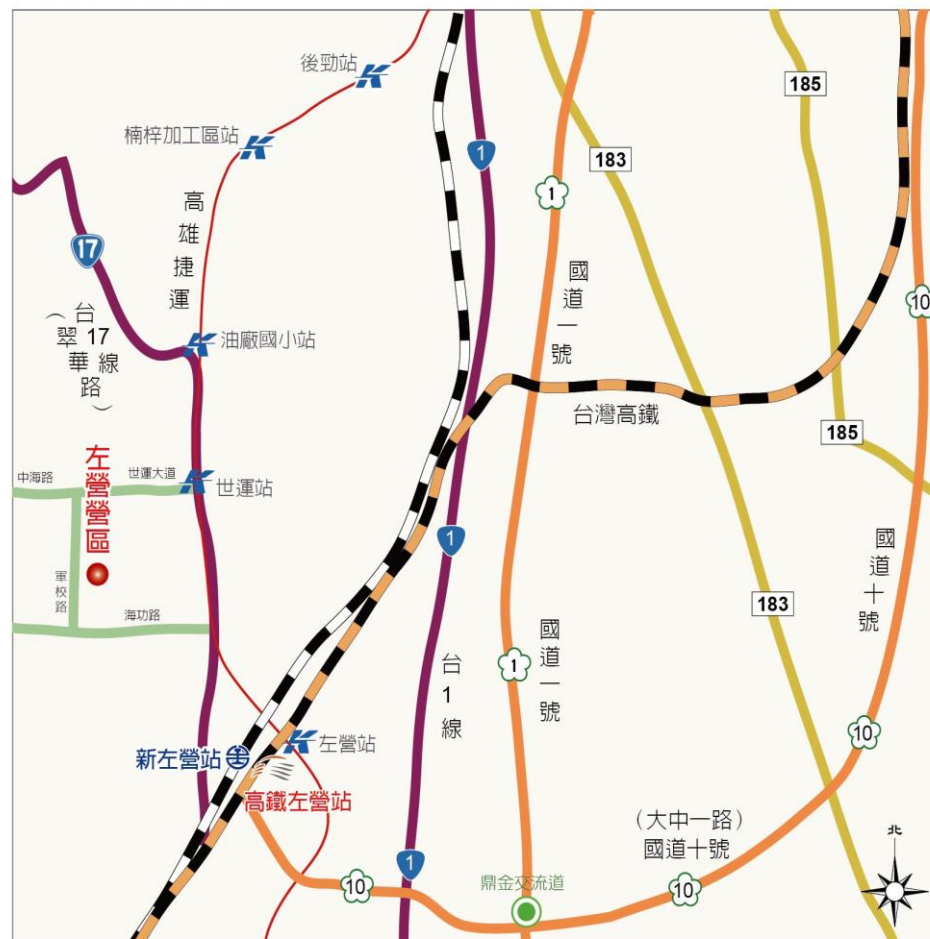 後勁站
185
楠梓加工區站
1
183
高雄捷運
1
17
國道一號
10
台17線
（翠華路）
油廠國小站
台灣高鐵
185
左營營區
中海路
世運大道
世運站
1
國道十號
軍校路
183
海功路
國道一號
台1線
1
10
左營站
新左營站
高鐵左營站
（大中一路）
國道十號
北
1
鼎金交流道
10
10